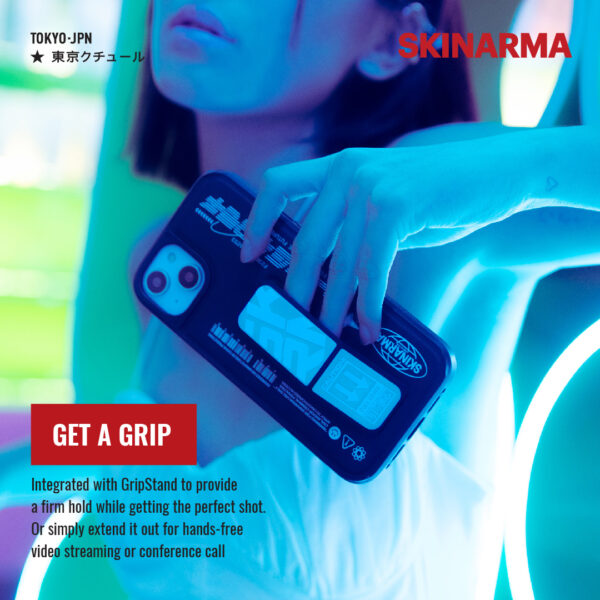 TOKYO-JPN
★ 東京クチュール
SKINARMA
SKINARMA
GET A GRIP
Integrated with GripStand to provide
a firm hold while getting the perfect shot.
Or simply extend it out for hands-free
video streaming or conference call